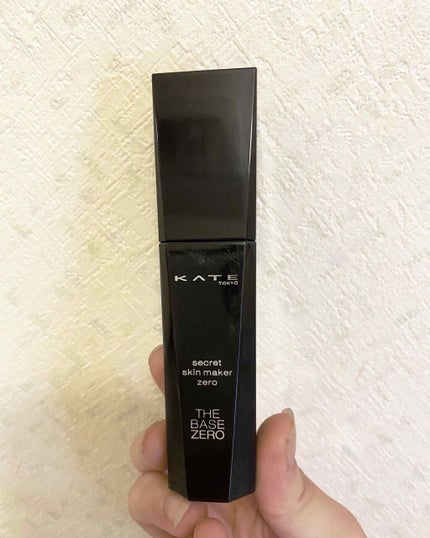 KATE
TOKYO
secret
skin maker
zero
THE
BASE
ZERO